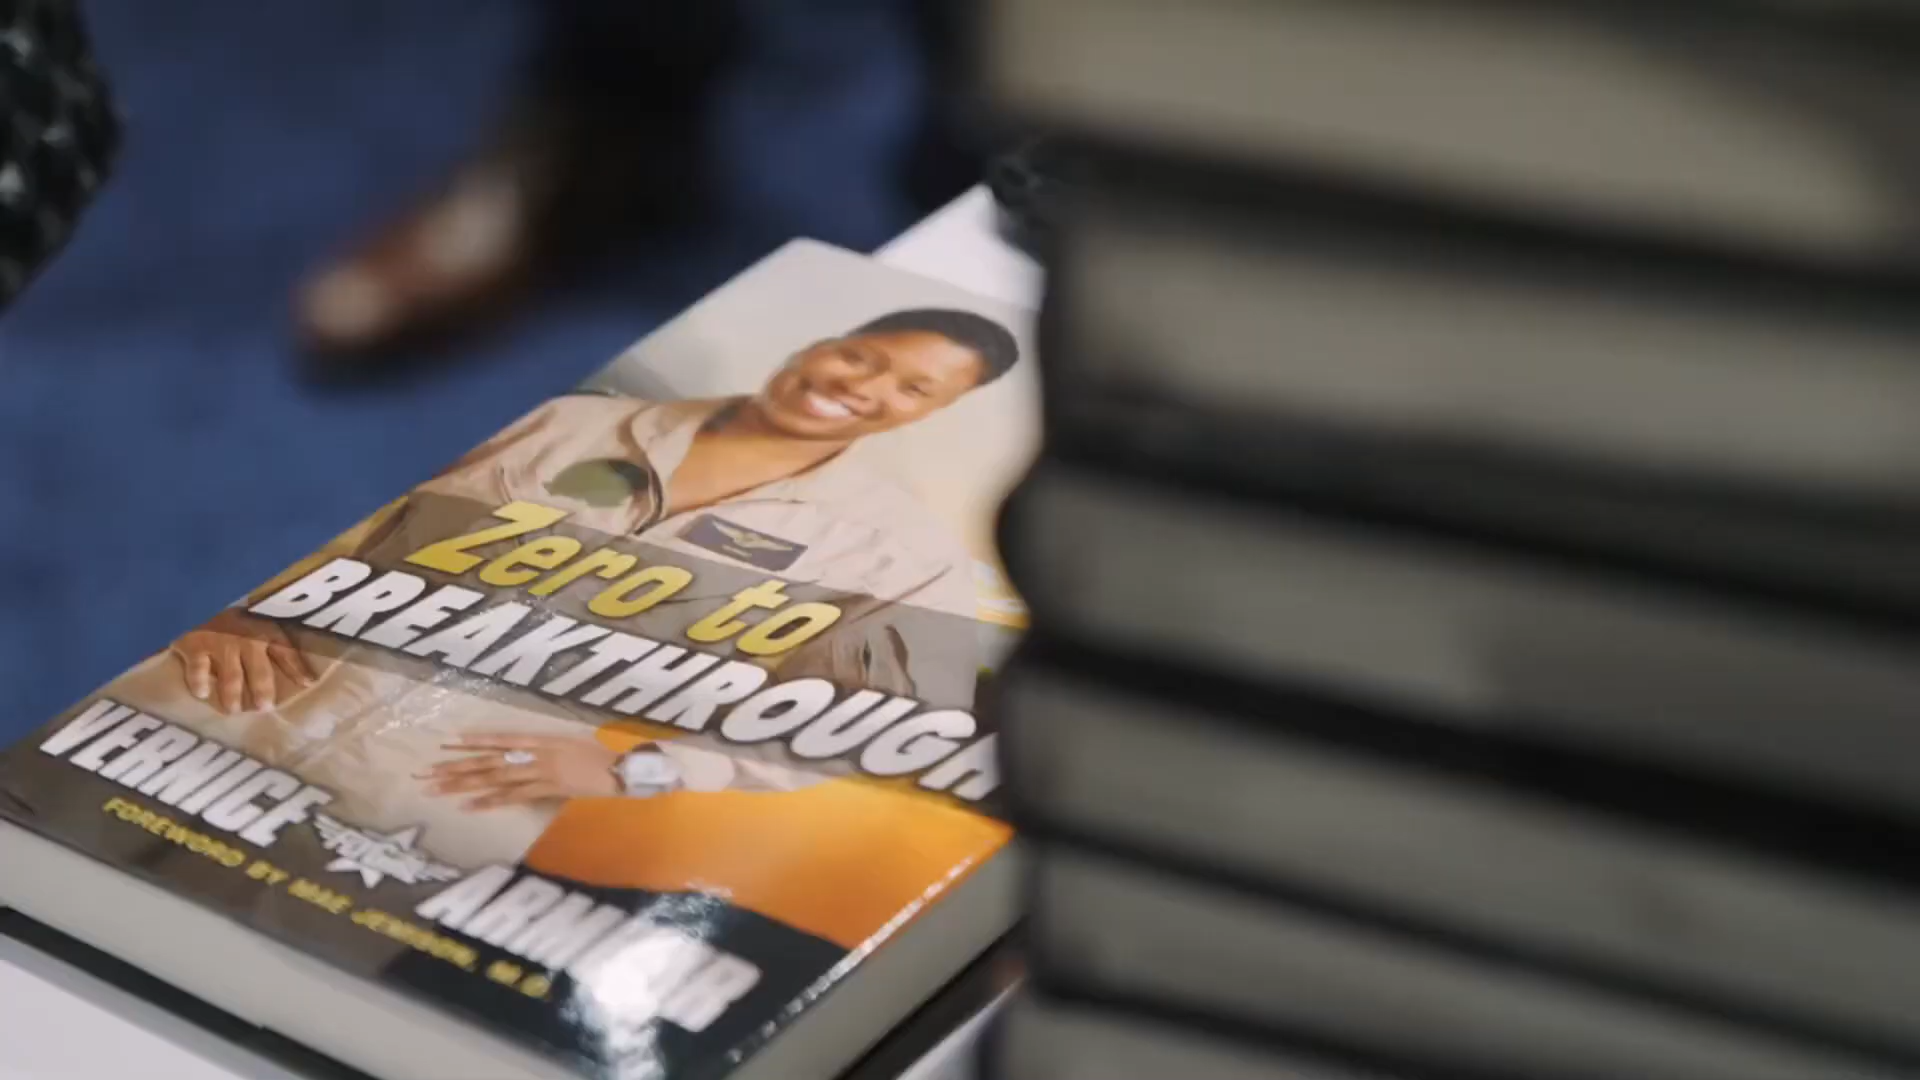 Zero to
BREAKTHROUGH
VERNICE
ARMOUR
FOREWORD BY MAE JEMISON, M.D.